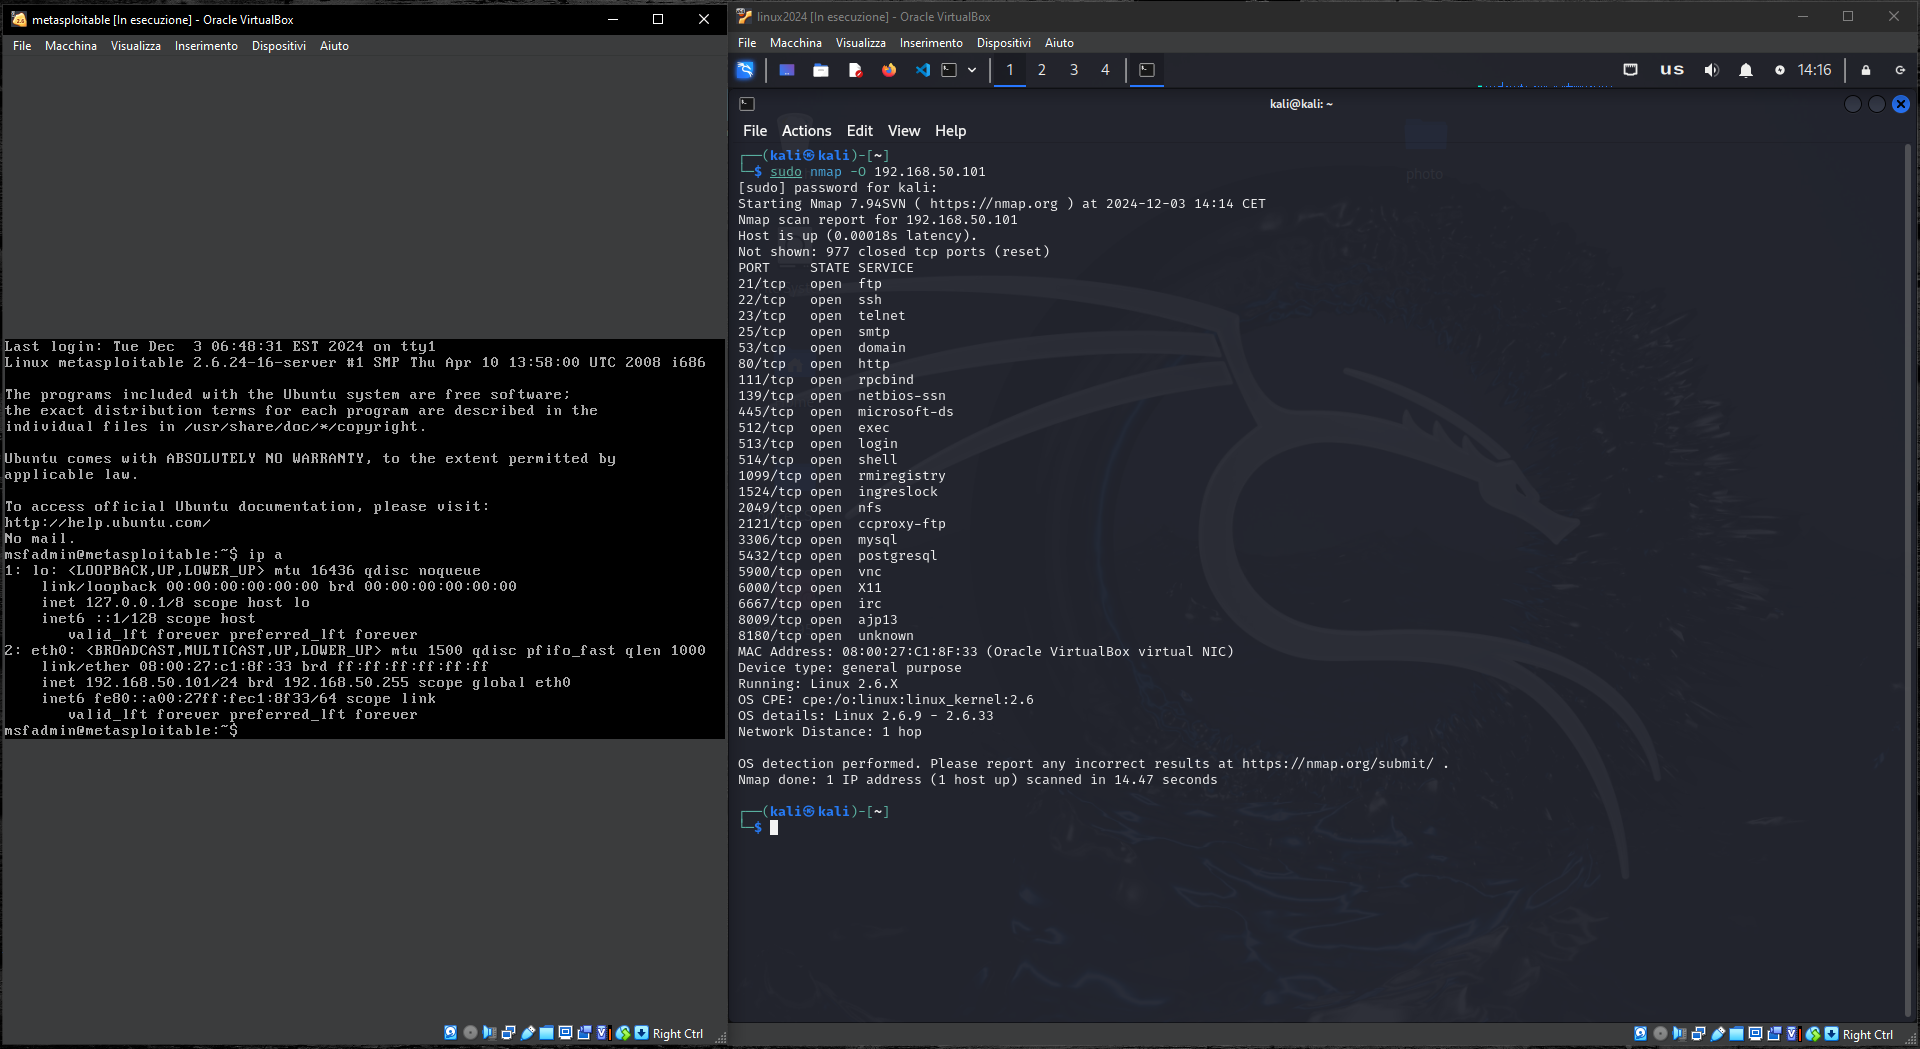 metasploitable [In esecuzione] - Oracle VirtualBox
File Macchina Visualizza Inserimento Dispositivi Aiuto
Last login: Tue Dec  3 06:48:31 EST 2024 on tty1
Linux metasploitable 2.6.24-16-server #1 SMP Thu Apr 10 13:58:00 UTC 2008 i686
The programs included with the Ubuntu system are free software;
the exact distribution terms for each program are described in the
individual files in /usr/share/doc/*/copyright.
Ubuntu comes with ABSOLUTELY NO WARRANTY, to the extent permitted by
applicable law.
To access official Ubuntu documentation, please visit:
http://help.ubuntu.com/
No mail.
msfadmin@metasploitable:~$ ip a
1: lo: <LOOPBACK,UP,LOWER_UP> mtu 16436 qdisc noqueue
    link/loopback 00:00:00:00:00:00 brd 00:00:00:00:00:00
    inet 127.0.0.1/8 scope host lo
    inet6 ::1/128 scope host
       valid_lft forever preferred_lft forever
2: eth0: <BROADCAST,MULTICAST,UP,LOWER_UP> mtu 1500 qdisc pfifo_fast qlen 1000
    link/ether 08:00:27:c1:8f:33 brd ff:ff:ff:ff:ff:ff
    inet 192.168.50.101/24 brd 192.168.50.255 scope global eth0
    inet6 fe80::a00:27ff:fec1:8f33/64 scope link
       valid_lft forever preferred_lft forever
msfadmin@metasploitable:~$
Right Ctrl
linux2024 [In esecuzione] - Oracle VirtualBox
File Macchina Visualizza Inserimento Dispositivi Aiuto
1 2 3 4 us 14:16
kali@kali: ~
File Actions Edit View Help
photo
┌──(kali㉿kali)-[~]
└─$ sudo nmap -O 192.168.50.101
[sudo] password for kali:
Starting Nmap 7.94SVN ( https://nmap.org ) at 2024-12-03 14:14 CET
Nmap scan report for 192.168.50.101
Host is up (0.00018s latency).
Not shown: 977 closed tcp ports (reset)
PORT     STATE SERVICE
21/tcp   open  ftp
22/tcp   open  ssh
23/tcp   open  telnet
25/tcp   open  smtp
53/tcp   open  domain
80/tcp   open  http
111/tcp  open  rpcbind
139/tcp  open  netbios-ssn
445/tcp  open  microsoft-ds
512/tcp  open  exec
513/tcp  open  login
514/tcp  open  shell
1099/tcp open  rmiregistry
1524/tcp open  ingreslock
2049/tcp open  nfs
2121/tcp open  ccproxy-ftp
3306/tcp open  mysql
5432/tcp open  postgresql
5900/tcp open  vnc
6000/tcp open  X11
6667/tcp open  irc
8009/tcp open  ajp13
8180/tcp open  unknown
MAC Address: 08:00:27:C1:8F:33 (Oracle VirtualBox virtual NIC)
Device type: general purpose
Running: Linux 2.6.X
OS CPE: cpe:/o:linux:linux_kernel:2.6
OS details: Linux 2.6.9 - 2.6.33
Network Distance: 1 hop
OS detection performed. Please report any incorrect results at https://nmap.org/submit/ .
Nmap done: 1 IP address (1 host up) scanned in 14.47 seconds
┌──(kali㉿kali)-[~]
└─$
Right Ctrl